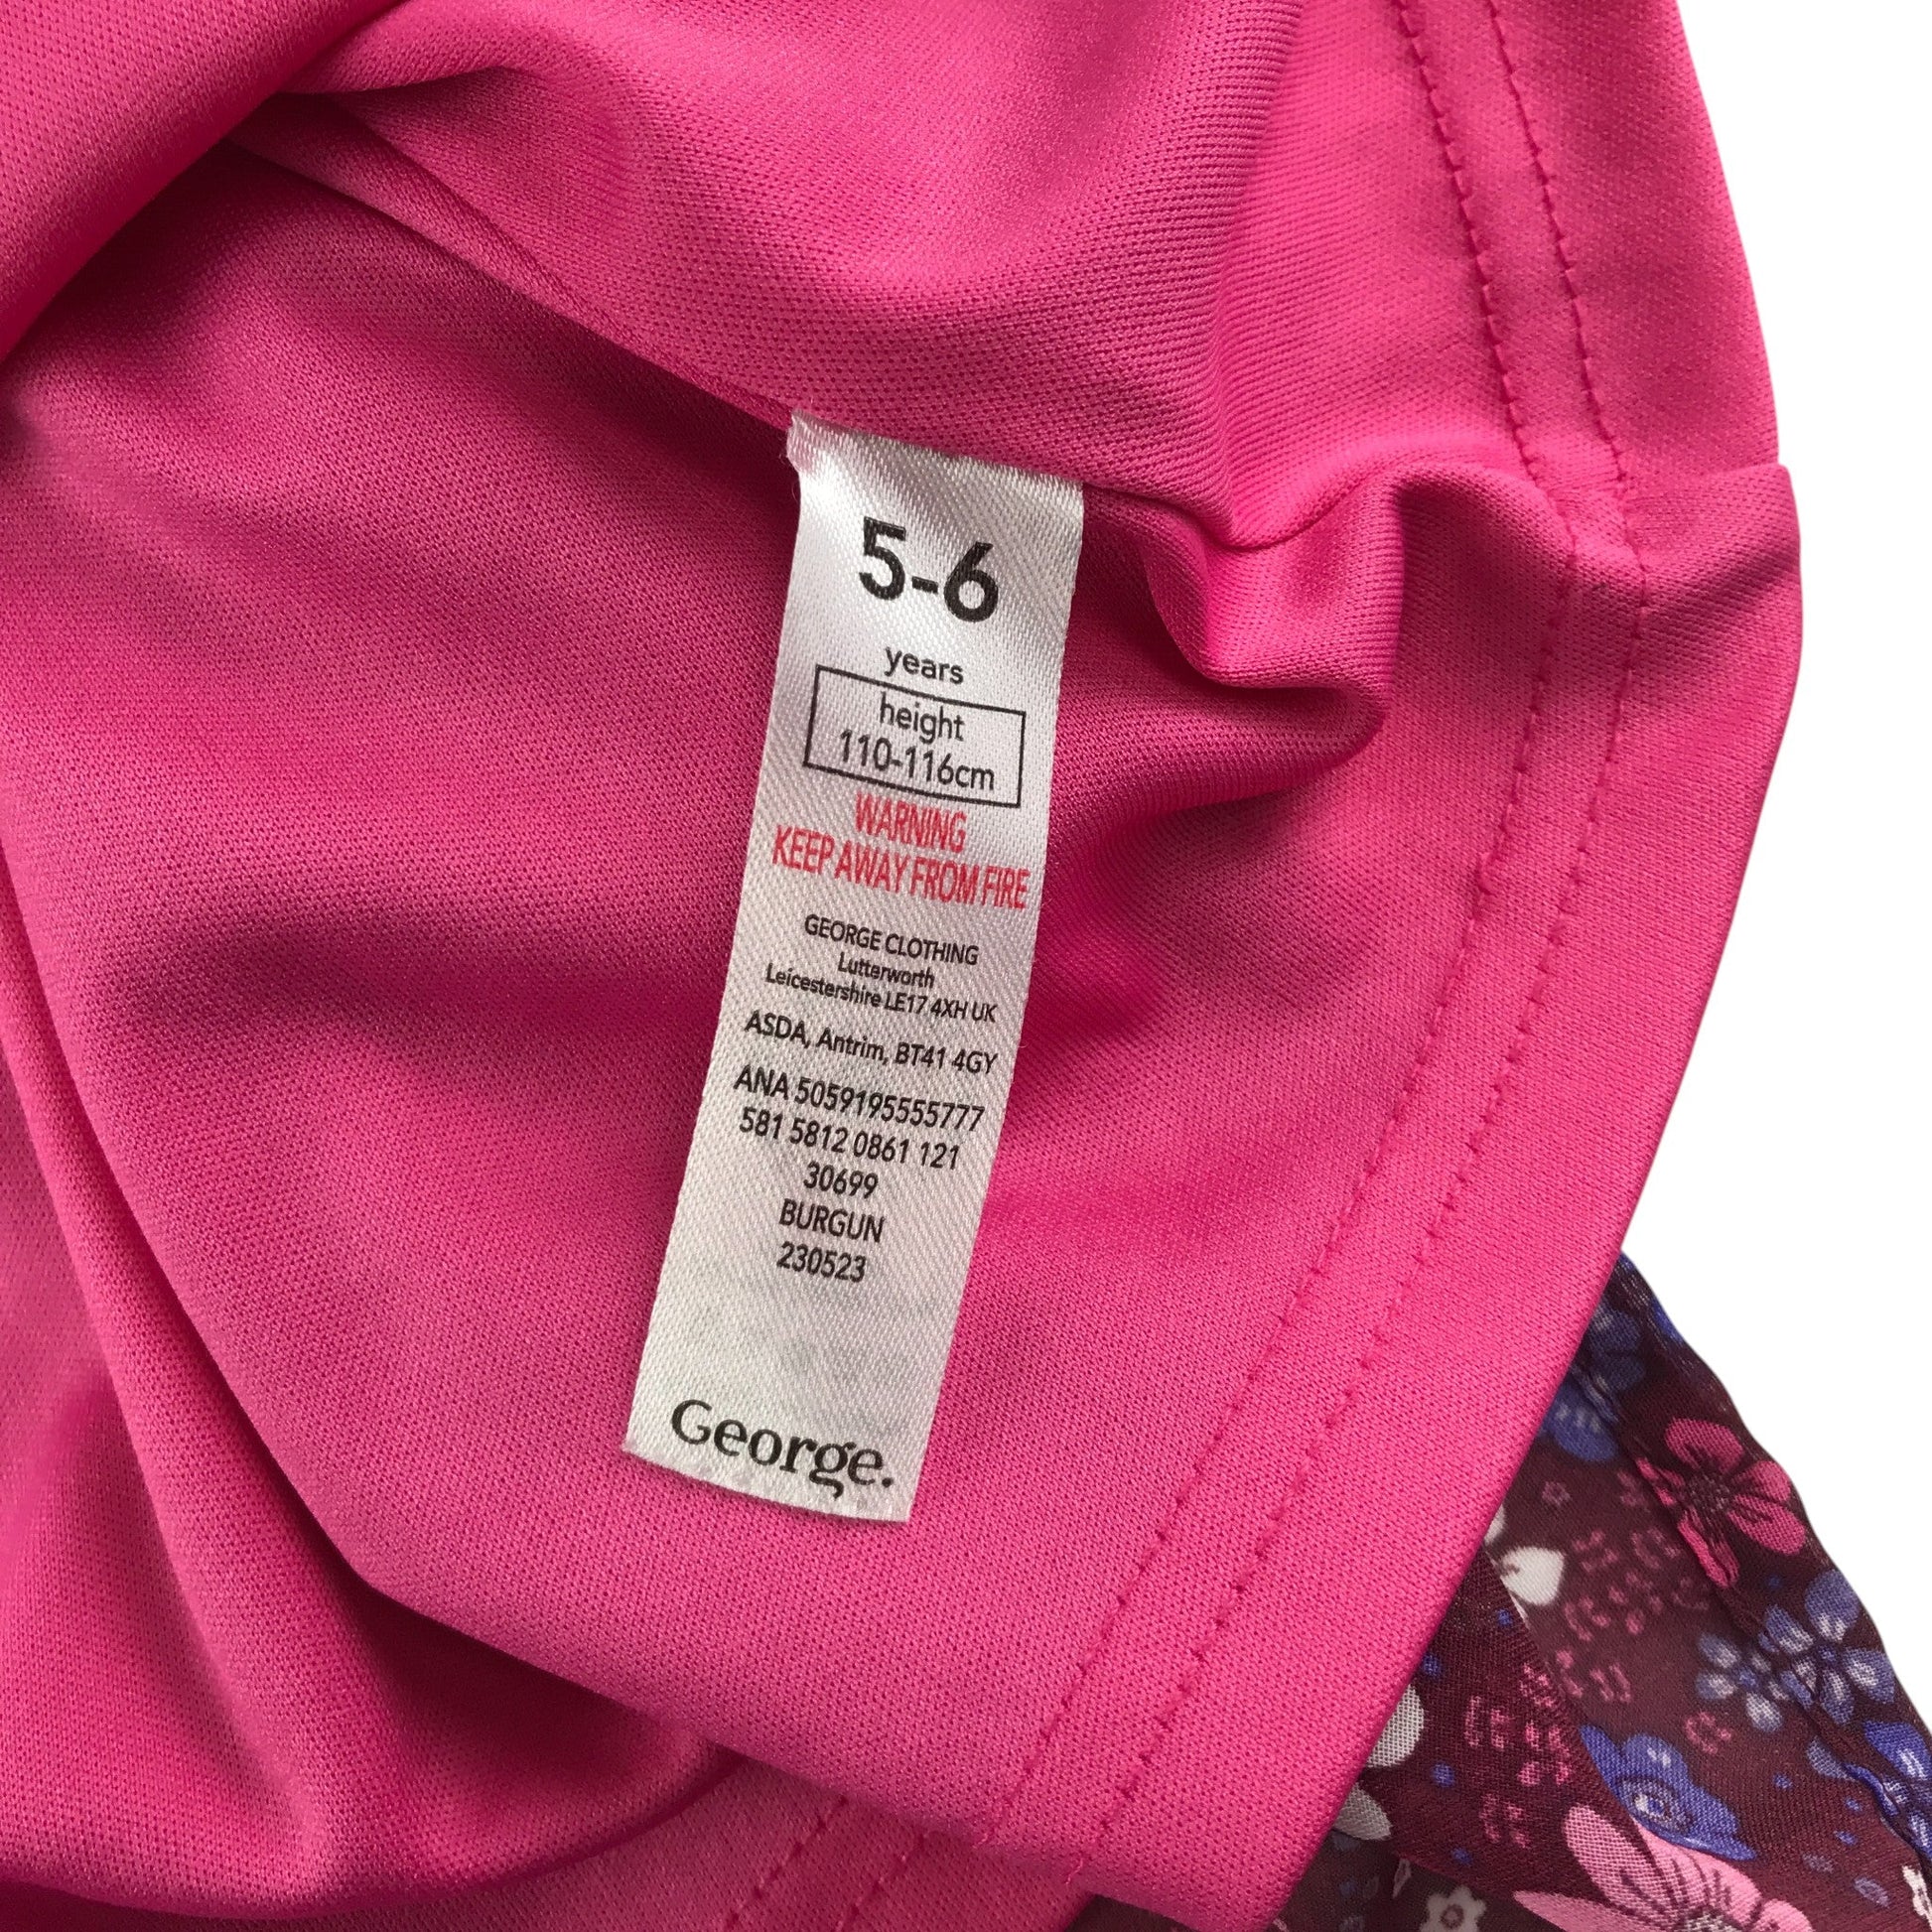 5-6
years
height
110-116cm
WARNING
KEEP AWAY FROM FIRE
GEORGE CLOTHING
Lutterworth
Leicestershire LE17 4XH UK
ASDA, Antrim, BT41 4GY
ANA 5059195555777
581 5812 0861 121
30699
BURGUN
230523
George.